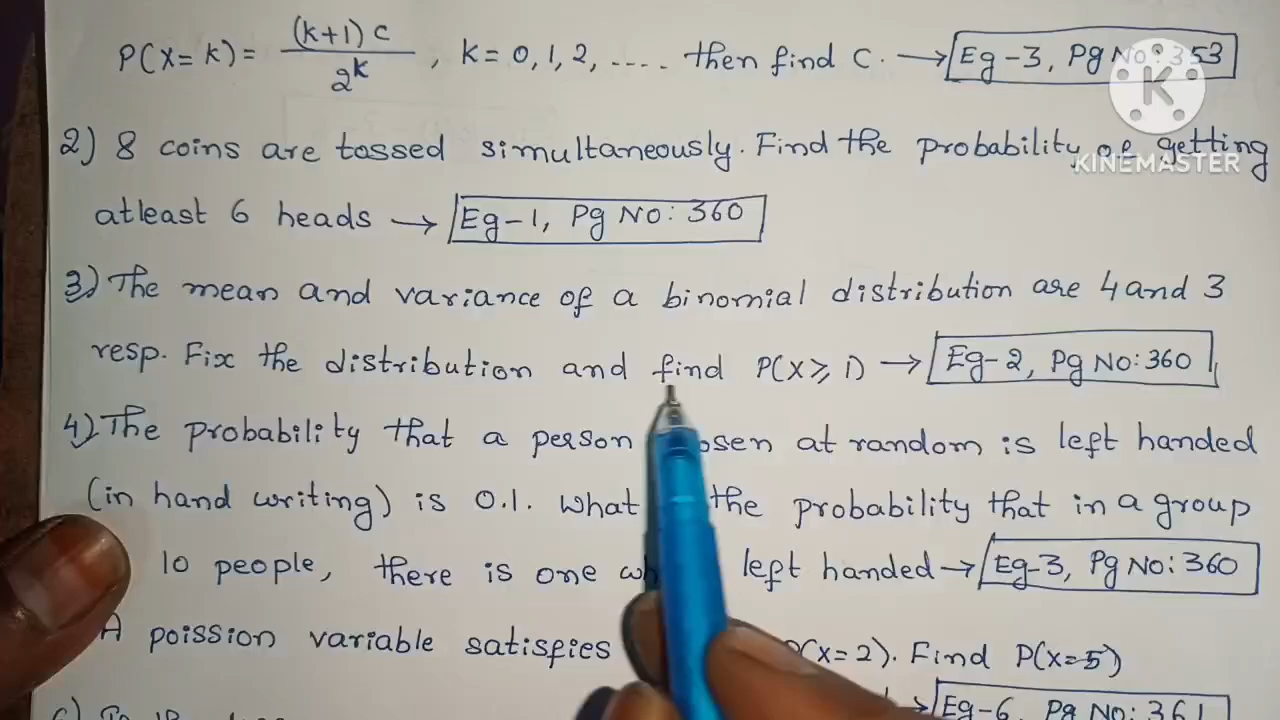 P(X=k) = (k+1) c / 2^k , k = 0, 1, 2, .... then find C. → Eg-3, Pg No: 353
2) 8 coins are tossed simultaneously. Find the probability of getting
KINEMASTER
atleast 6 heads → Eg-1, Pg No: 360
3) The mean and variance of a binomial distribution are 4 and 3
resp. Fix the distribution and find P(X ≥ 1) → Eg-2, Pg No: 360
4) The probability that a person osen at random is left handed
(in hand writing) is 0.1. What the probability that in a group
10 people, there is one left handed → Eg-3, Pg No: 360
A poission variable satisfies P(X=2). Find P(X=5)
→ Eg-6, Pg No: 361